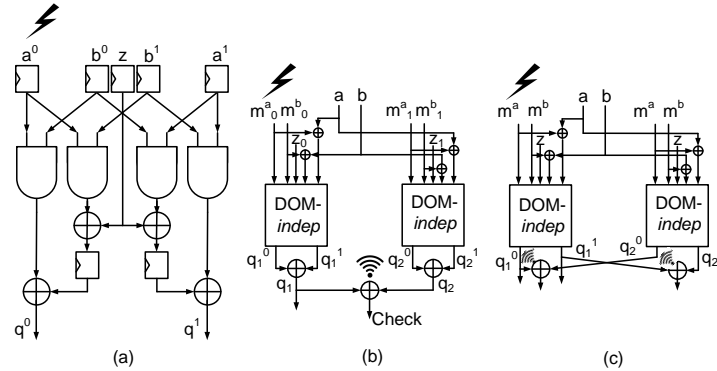 a⁰ b⁰ z b¹ a¹
q⁰ q¹
(a)
a b
mᵃ₀ mᵇ₀ mᵃ₁ mᵇ₁
z₀ z₁
DOM-
indep
DOM-
indep
q₁⁰ q₁¹ q₂⁰ q₂¹
q₁ q₂
Check
(b)
a b
mᵃ mᵇ mᵃ mᵇ
z z
DOM-
indep
DOM-
indep
q₁⁰ q₁¹ q₂⁰ q₂
(c)